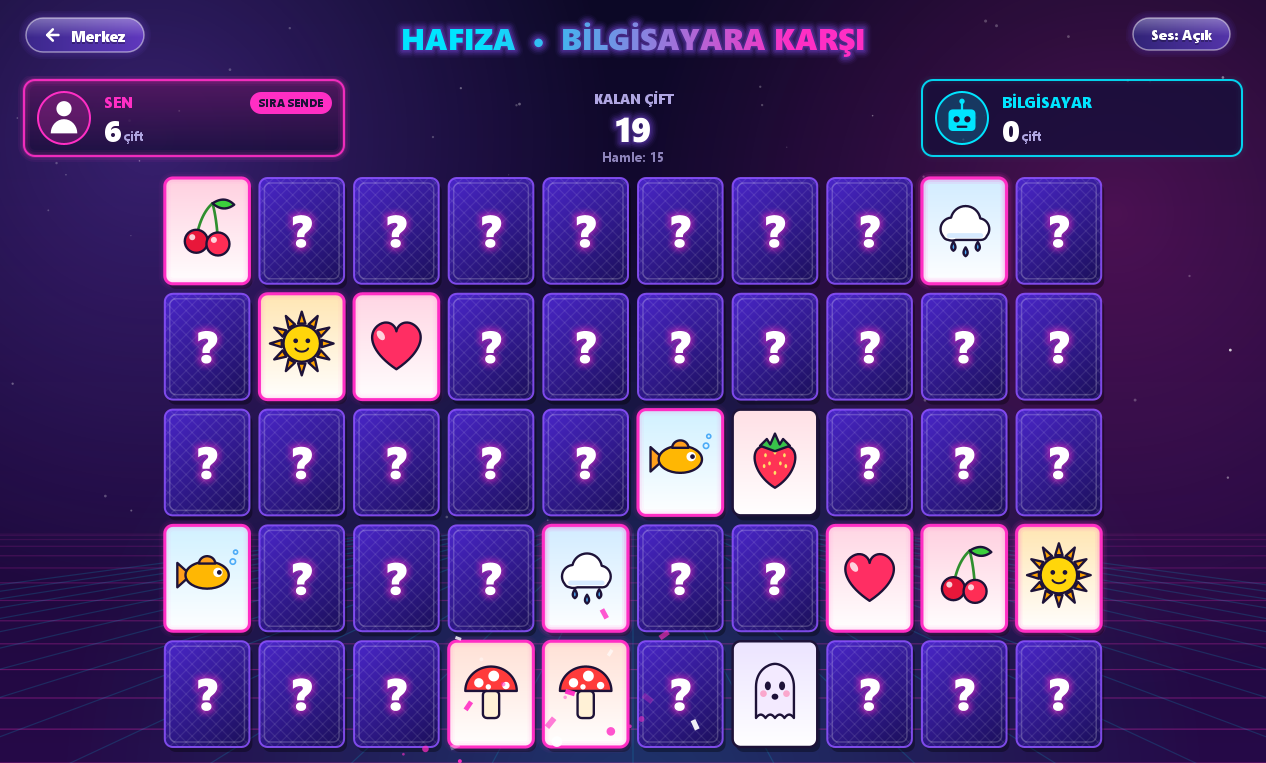 Merkez
HAFIZA • BİLGİSAYARA KARŞI
Ses: Açık
SEN
SIRA SENDE
6 çift
KALAN ÇİFT
19
Hamle: 15
BİLGİSAYAR
0 çift
? ? ? ? ? ? ? ?
? ? ? ? ? ? ? ?
? ? ? ? ? ? ? ?
? ? ? ? ?
? ? ? ? ? ? ?